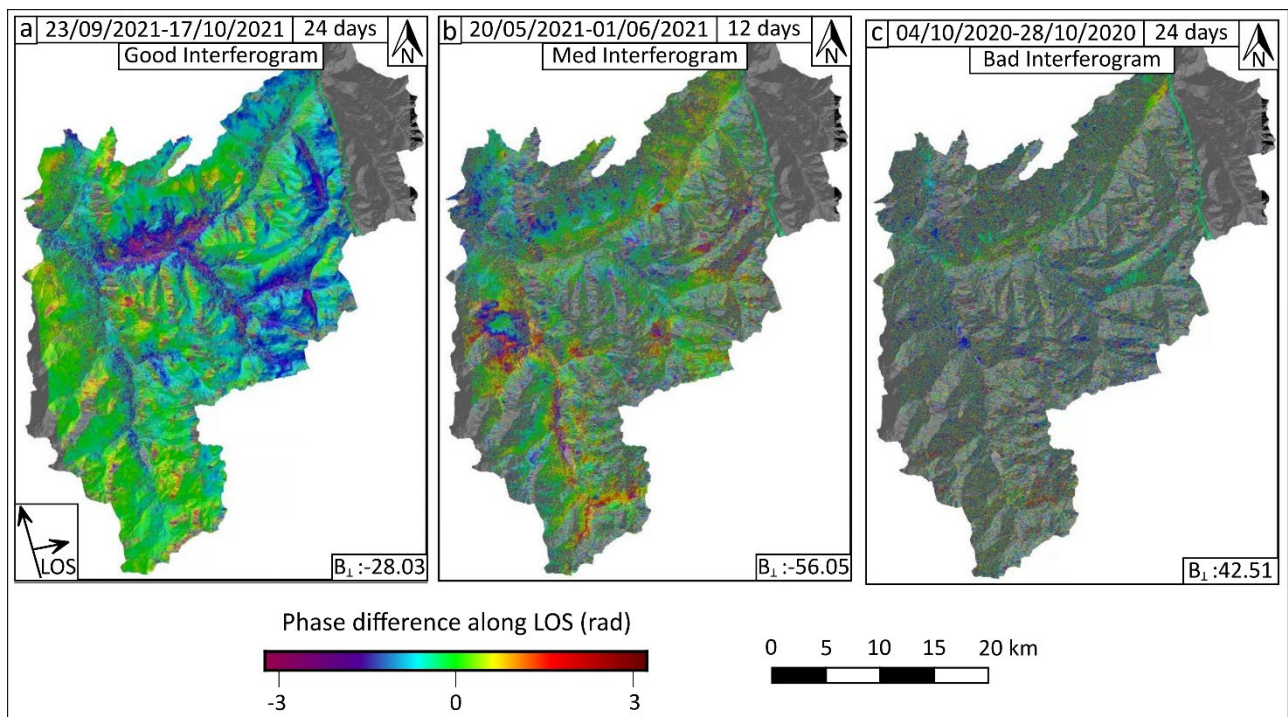 a 23/09/2021-17/10/2021 24 days
Good Interferogram
N
b 20/05/2021-01/06/2021 12 days
Med Interferogram
N
c 04/10/2020-28/10/2020 24 days
Bad Interferogram
N
LOS
B⊥:-28.03
B⊥:-56.05
B⊥:42.51
Phase difference along LOS (rad)
-3 0 3
0 5 10 15 20 km